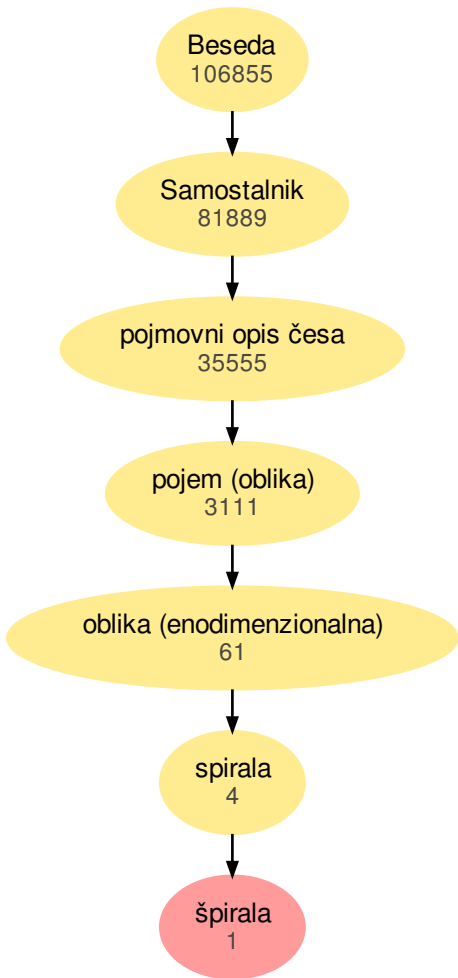 Beseda
106855
Samostalnik
81889
pojmovni opis česa
35555
pojem (oblika)
3111
oblika (enodimenzionalna)
61
spirala
4
špirala
1